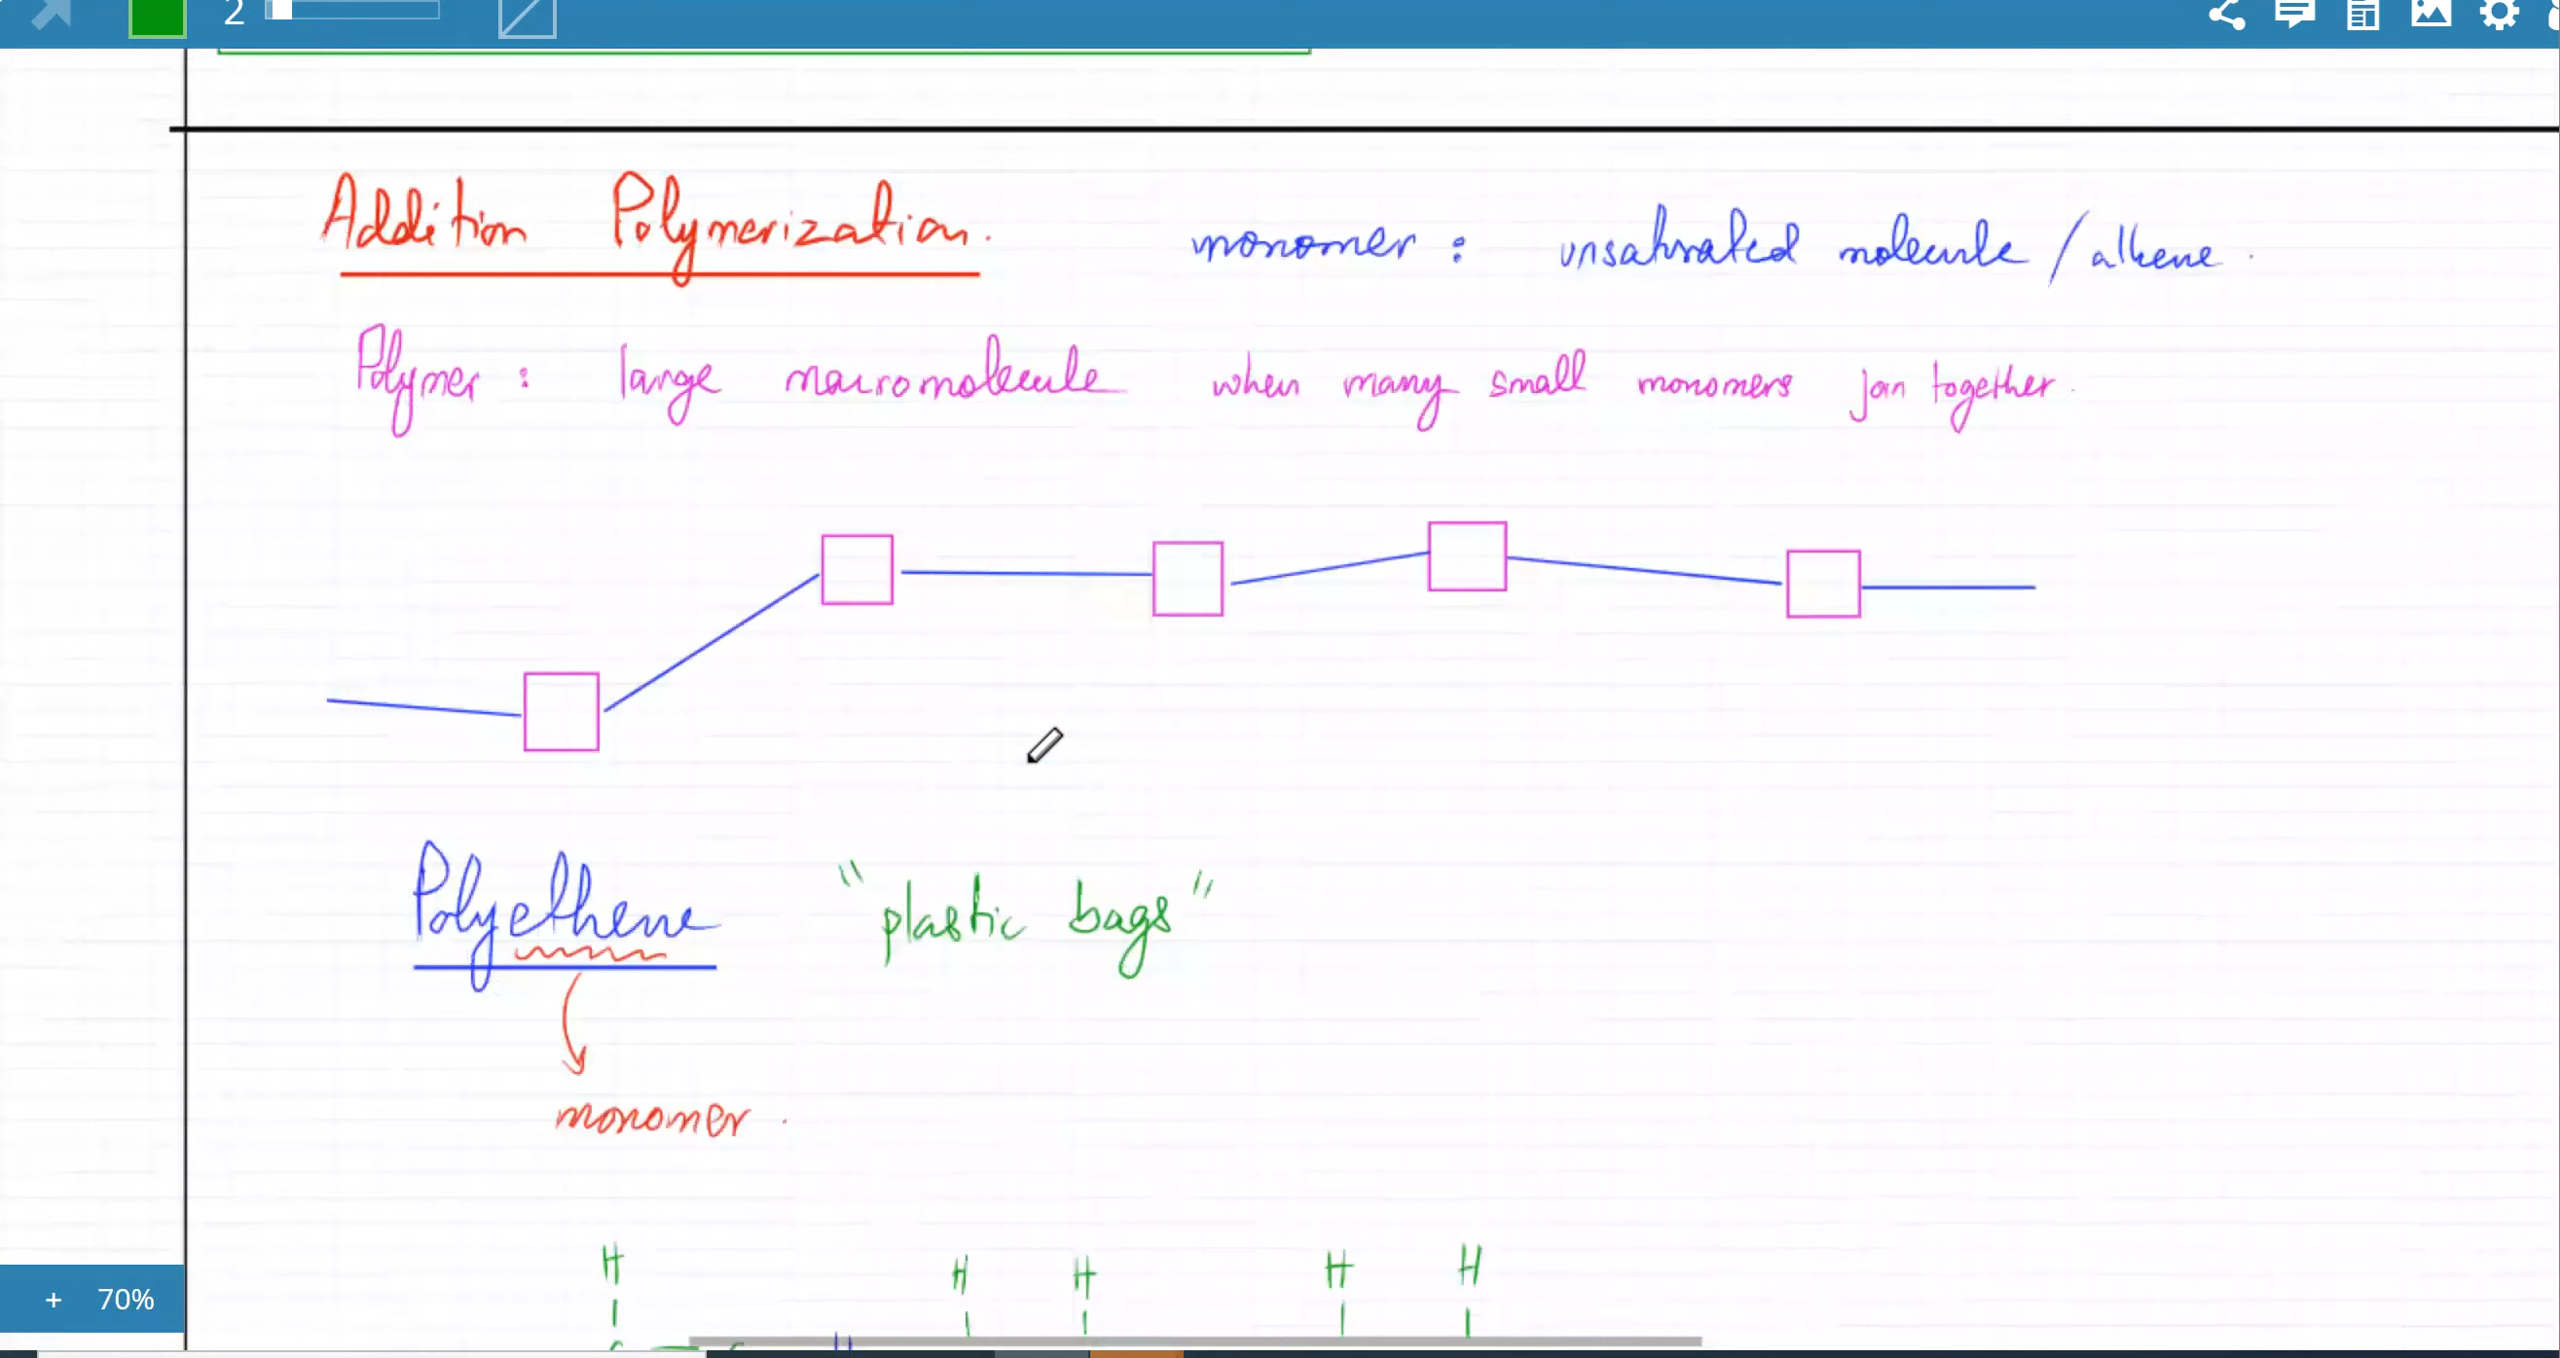 2
Addition Polymerization.
monomer : unsaturated molecule / alkene.
Polymer : large macromolecule when many small monomers join together.
Polyethene "plastic bags"
monomer.
H H H H H
+ 70%